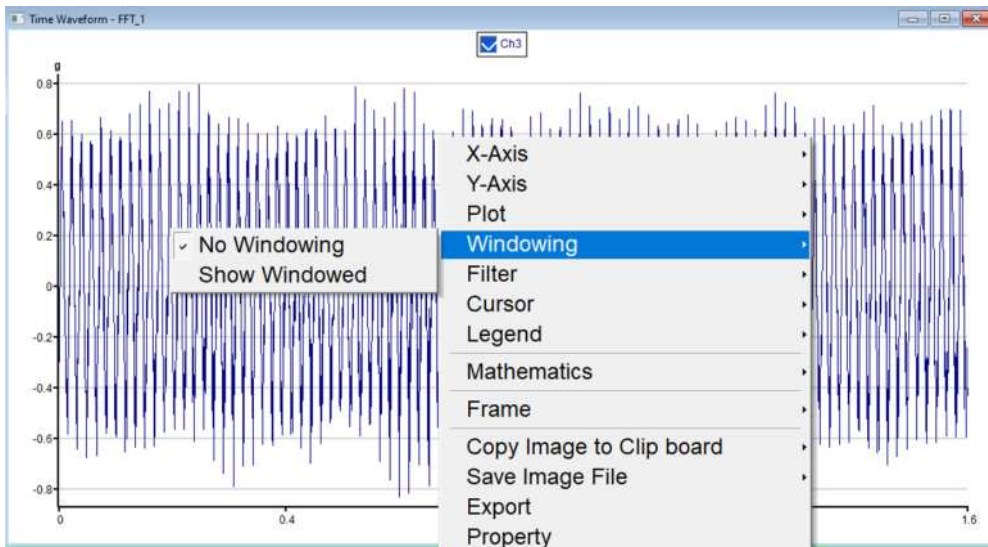 Time Waveform - FFT_1
Ch3
g
0.8
0.6
0.4
0.2
0
-0.2
-0.4
-0.6
-0.8
0
0.4
1.6
No Windowing
Show Windowed
X-Axis
Y-Axis
Plot
Windowing
Filter
Cursor
Legend
Mathematics
Frame
Copy Image to Clip board
Save Image File
Export
Property